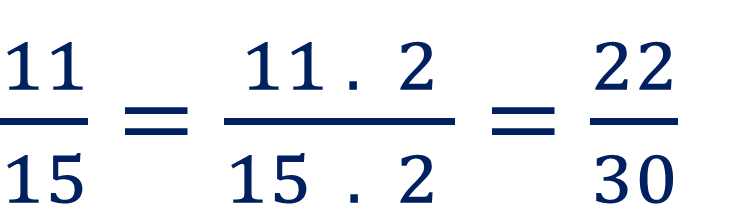 11/15 = 11 . 2/15 . 2 = 22/30